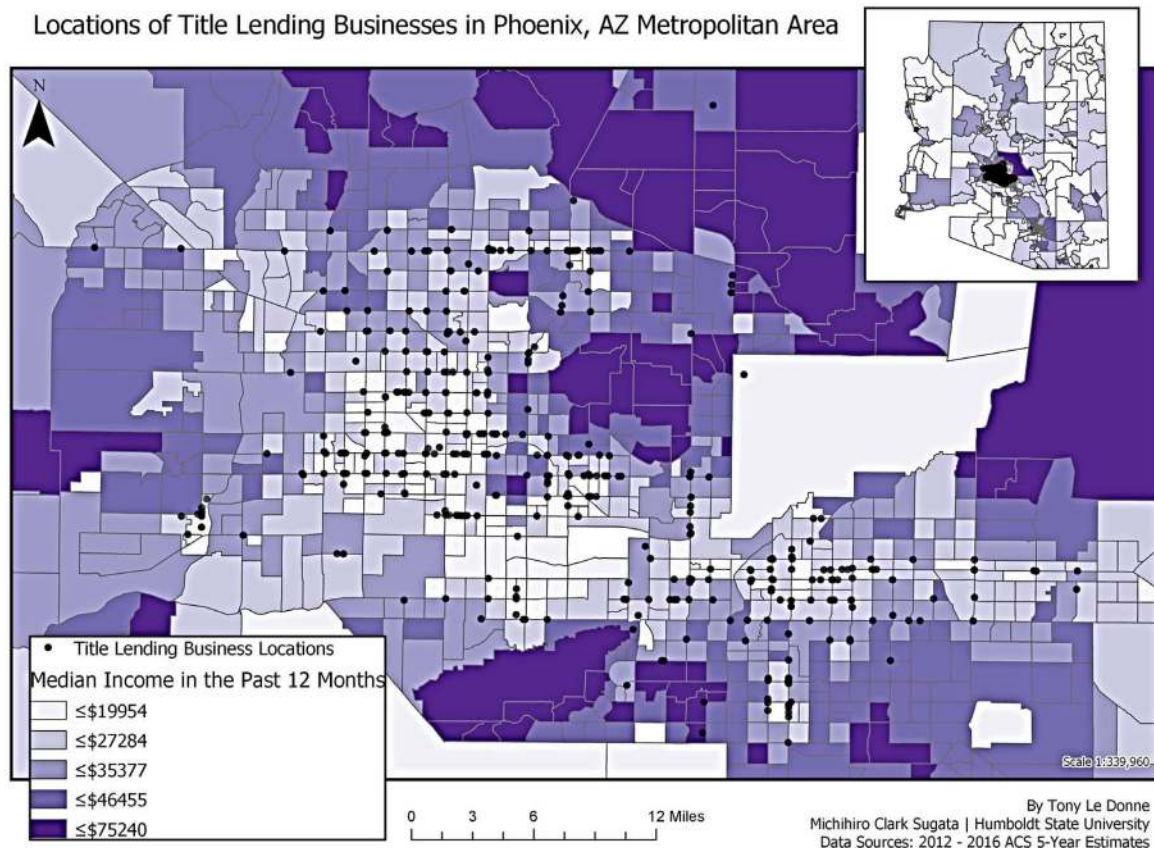 Locations of Title Lending Businesses in Phoenix, AZ Metropolitan Area
N
Title Lending Business Locations
Median Income in the Past 12 Months
≤$19954
≤$27284
≤$35377
≤$46455
≤$75240
Scale 1:339,960
0 3 6 12 Miles
By Tony Le Donne
Michihiro Clark Sugata | Humboldt State University
Data Sources: 2012 - 2016 ACS 5-Year Estimates